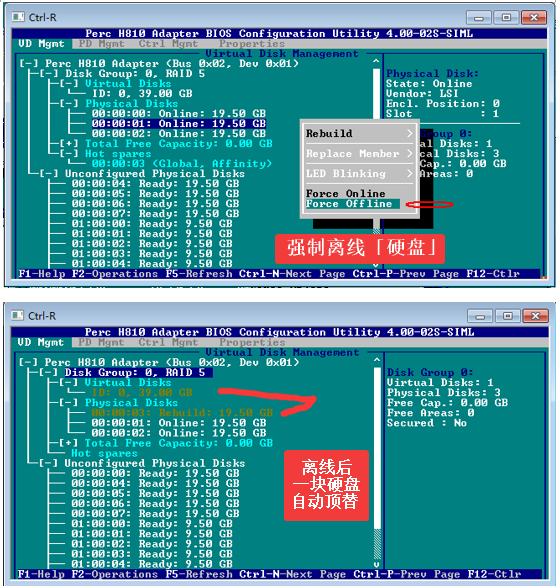 Ctrl-R
Perc H810 Adapter BIOS Configuration Utility 4.00-02S-SIML
VD Mgmt PD Mgmt Ctrl Mgmt Properties
Virtual Disk Management
[-] Perc H810 Adapter (Bus 0x02, Dev 0x01)
[-] Disk Group: 0, RAID 5
[-] Virtual Disks
ID: 0, 39.00 GB
[-] Physical Disks
00:00:00: Online: 19.50 GB
00:00:01: Online: 19.50 GB
00:00:02: Online: 19.50 GB
[+] Total Free Capacity: 0.00 GB
[-] Hot spares
00:00:03 (Global, Affinity)
[-] Unconfigured Physical Disks
00:00:04: Ready: 19.50 GB
00:00:05: Ready: 19.50 GB
00:00:06: Ready: 19.50 GB
00:00:07: Ready: 19.50 GB
01:00:00: Ready: 9.50 GB
01:00:01: Ready: 9.50 GB
01:00:02: Ready: 9.50 GB
01:00:03: Ready: 9.50 GB
01:00:04: Ready: 9.50 GB
Physical Disk:
State: Online
Vendor: LSI
Encl. Position: 0
Slot : 1
Group 0:
al Disks: 1
cal Disks: 3
Cap.: 0.00 GB
Areas: 0
Rebuild >
Replace Member >
LED Blinking >
Force Online
Force Offline
强制离线「硬盘」
F1-Help F2-Operations F5-Refresh Ctrl-N-Next Page Ctrl-P-Prev Page F12-Ctlr
Ctrl-R
Perc H810 Adapter BIOS Configuration Utility 4.00-02S-SIML
VD Mgmt PD Mgmt Ctrl Mgmt Properties
Virtual Disk Management
[-] Perc H810 Adapter (Bus 0x02, Dev 0x01)
[-] Disk Group: 0, RAID 5
[-] Virtual Disks
ID: 0, 39.00 GB
[-] Physical Disks
00:00:03: Rebuild: 19.50 GB
00:00:01: Online: 19.50 GB
00:00:02: Online: 19.50 GB
[+] Total Free Capacity: 0.00 GB
Hot spares
[-] Unconfigured Physical Disks
00:00:00: Ready: 19.50 GB
00:00:04: Ready: 19.50 GB
00:00:05: Ready: 19.50 GB
00:00:06: Ready: 19.50 GB
00:00:07: Ready: 19.50 GB
01:00:00: Ready: 9.50 GB
01:00:01: Ready: 9.50 GB
01:00:02: Ready: 9.50 GB
01:00:03: Ready: 9.50 GB
01:00:04: Ready: 9.50 GB
Disk Group 0:
Virtual Disks: 1
Physical Disks: 3
Free Cap.: 0.00 GB
Free Areas: 0
Secured : No
离线后
一块硬盘
自动顶替
F1-Help F2-Operations F5-Refresh Ctrl-N-Next Page Ctrl-P-Prev Page F12-Ctlr